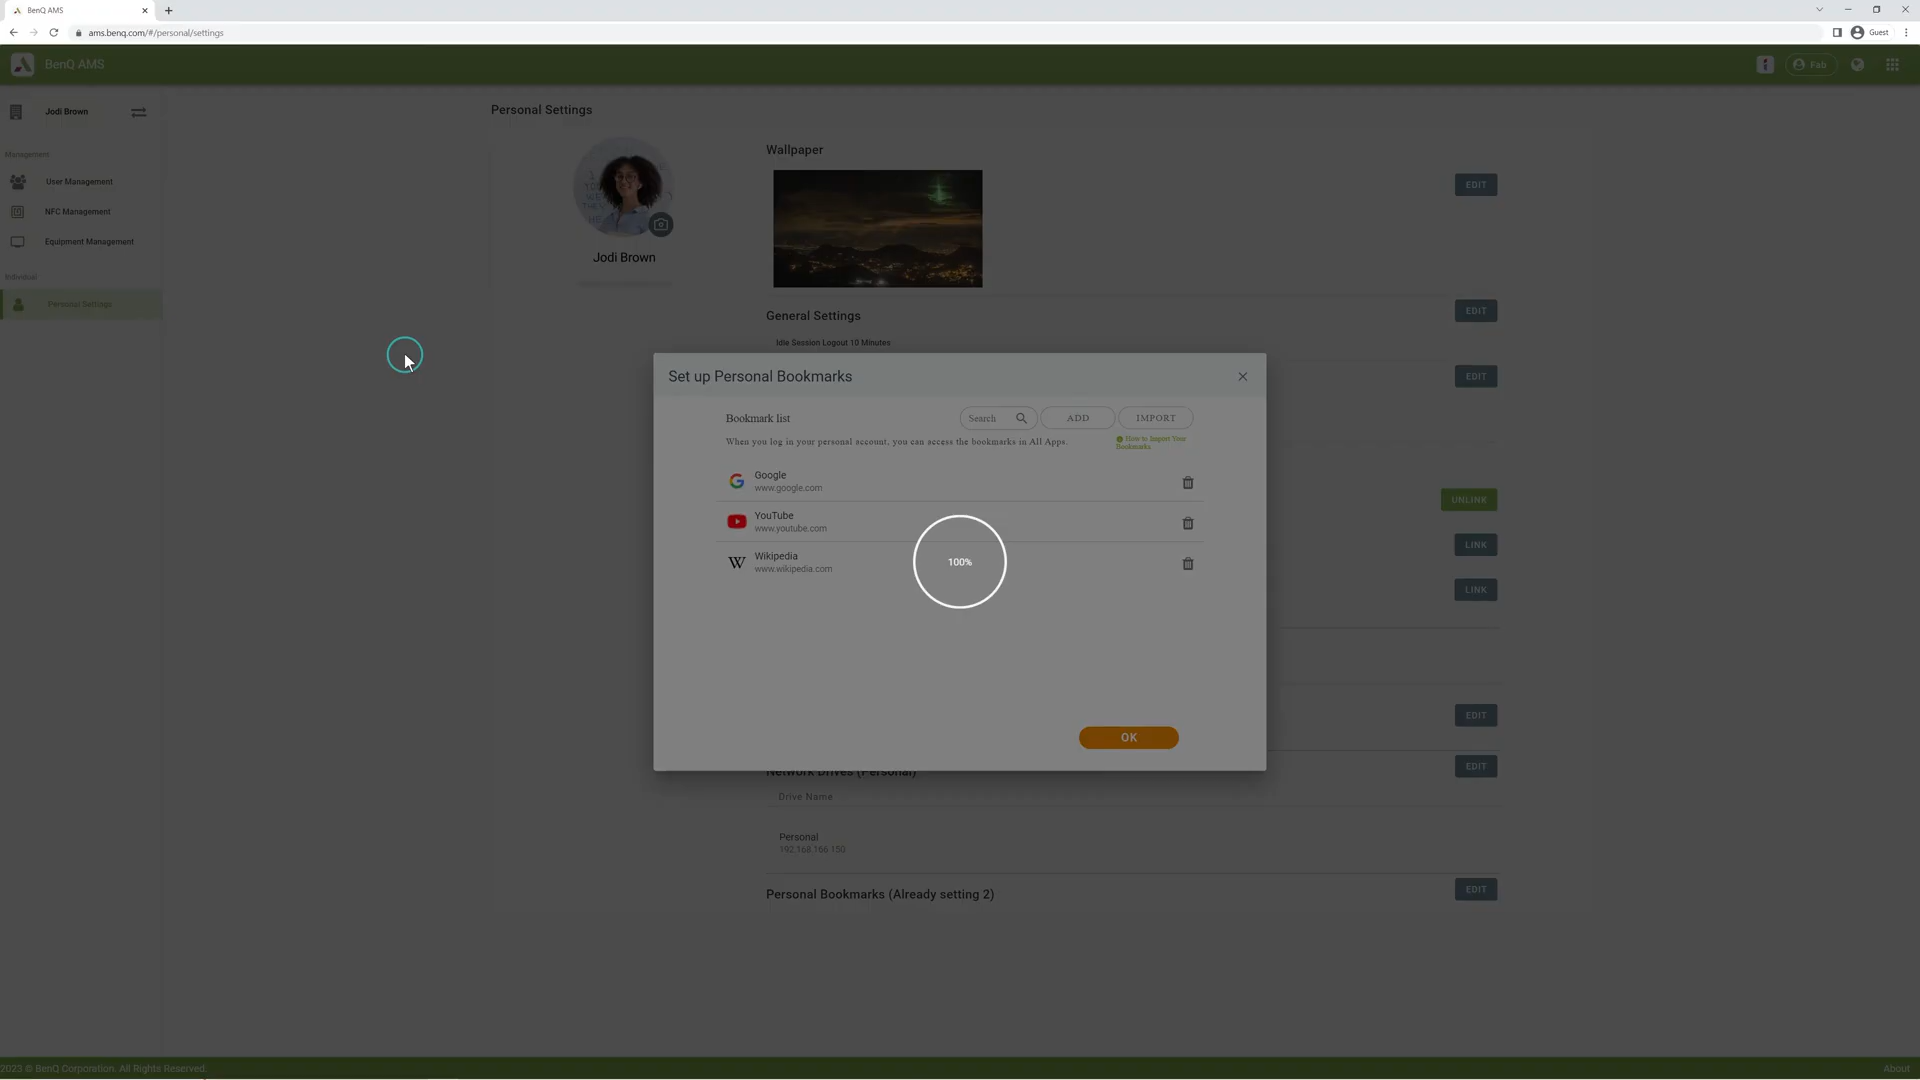 BenQ AMS
ams.benq.com/#/personal/settings
Guest
BenQ AMS
Fab
Jodi Brown
Management
User Management
NFC Management
Equipment Management
Individual
Personal Settings
Personal Settings
Jodi Brown
Wallpaper
EDIT
General Settings
EDIT
Idle Session Logout 10 Minutes
EDIT
Set up Personal Bookmarks
Bookmark list
Search
ADD
IMPORT
When you log in your personal account, you can access the bookmarks in All Apps.
How to Import Your
Bookmarks
Google
www.google.com
YouTube
www.youtube.com
Wikipedia
www.wikipedia.com
100%
OK
UNLINK
LINK
LINK
EDIT
Network Drives (Personal)
EDIT
Drive Name
Personal
192.168.166.150
Personal Bookmarks (Already setting 2)
EDIT
2023 © BenQ Corporation. All Rights Reserved.
About